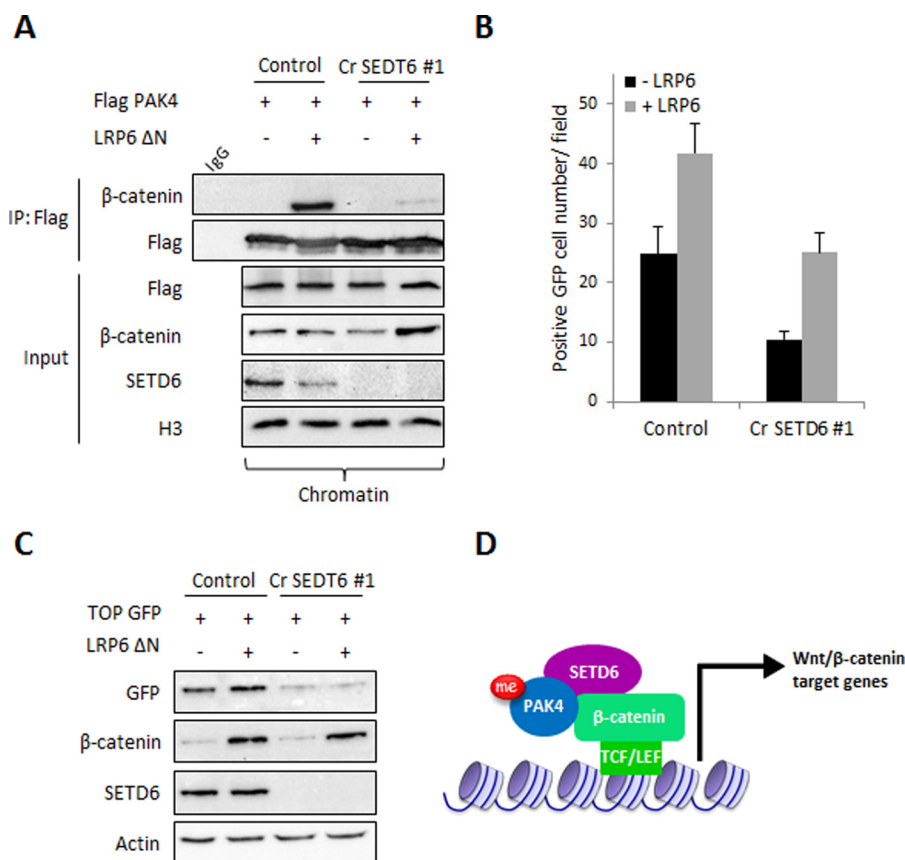 A
Control Cr SEDT6 #1
Flag PAK4 + + + +
LRP6 ΔN - + - +
IgG
IP: Flag
β-catenin
Flag
Input
Flag
β-catenin
SETD6
H3
Chromatin
B
- LRP6
+ LRP6
Positive GFP cell number/ field
50
40
30
20
10
0
Control Cr SETD6 #1
C
Control Cr SEDT6 #1
TOP GFP + + + +
LRP6 ΔN - + - +
GFP
β-catenin
SETD6
Actin
D
SETD6
me
PAK4
β-catenin
TCF/LEF
Wnt/β-catenin
target genes